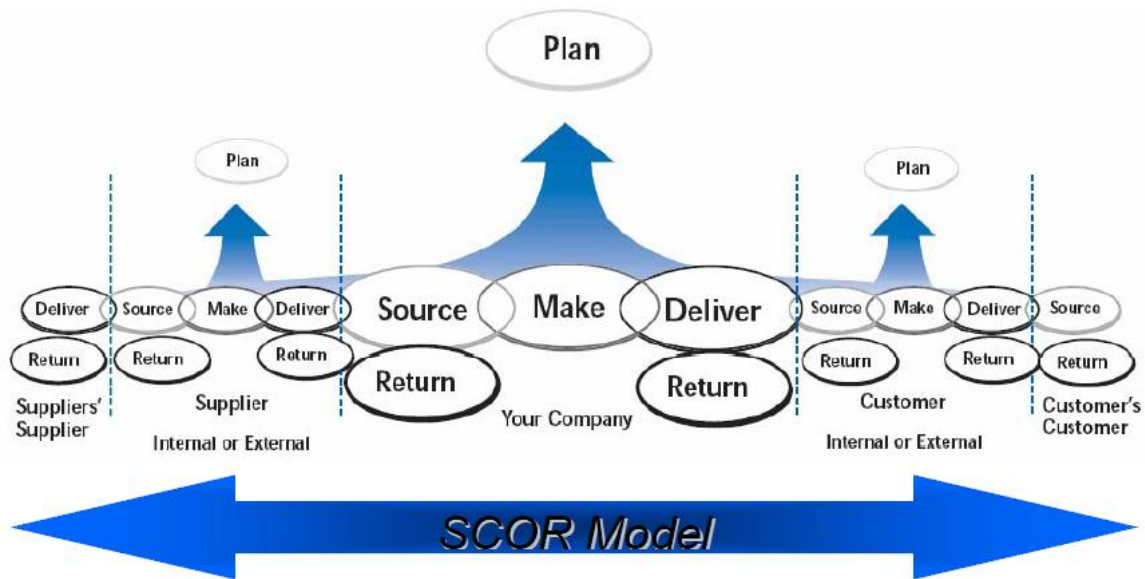 Plan
Plan
Plan
Deliver Source Make Deliver Source Make Deliver Source Make Deliver Source
Return Return Return Return Return Return Return Return
Suppliers' Supplier Your Company Customer Customer's
Supplier Internal or External Internal or External Customer
SCOR Model